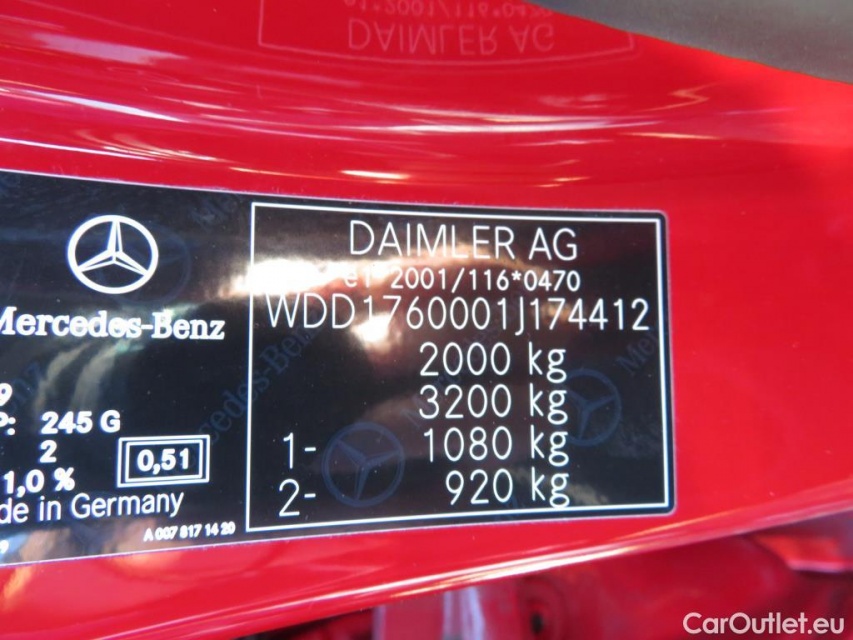 DAIMLER AG
DAIMLER AG
e1*2001/116*0470
WDD1760001J174412
2000 kg
3200 kg
1- 1080 kg
2- 920 kg
Mercedes-Benz
9
P: 245 G
2
0,51
1,0 %
de in Germany
A 007 817 14 20
CarOutlet.eu